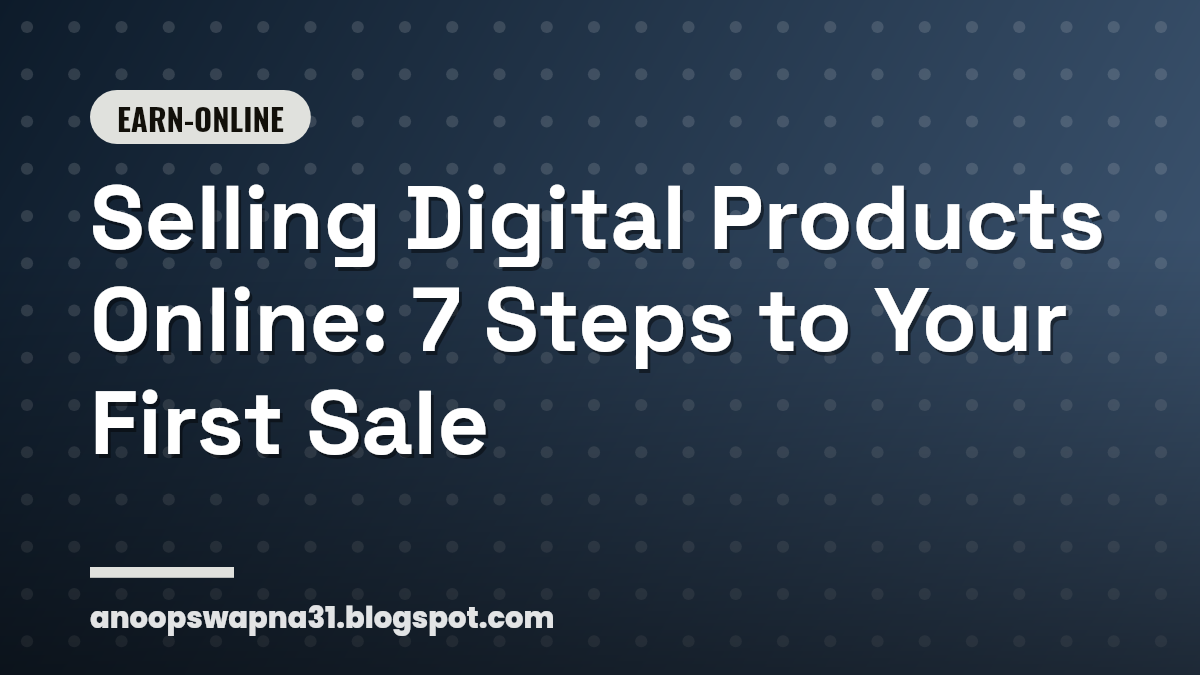 EARN-ONLINE
Selling Digital Products
Online: 7 Steps to Your
First Sale
anoopswapna31.blogspot.com